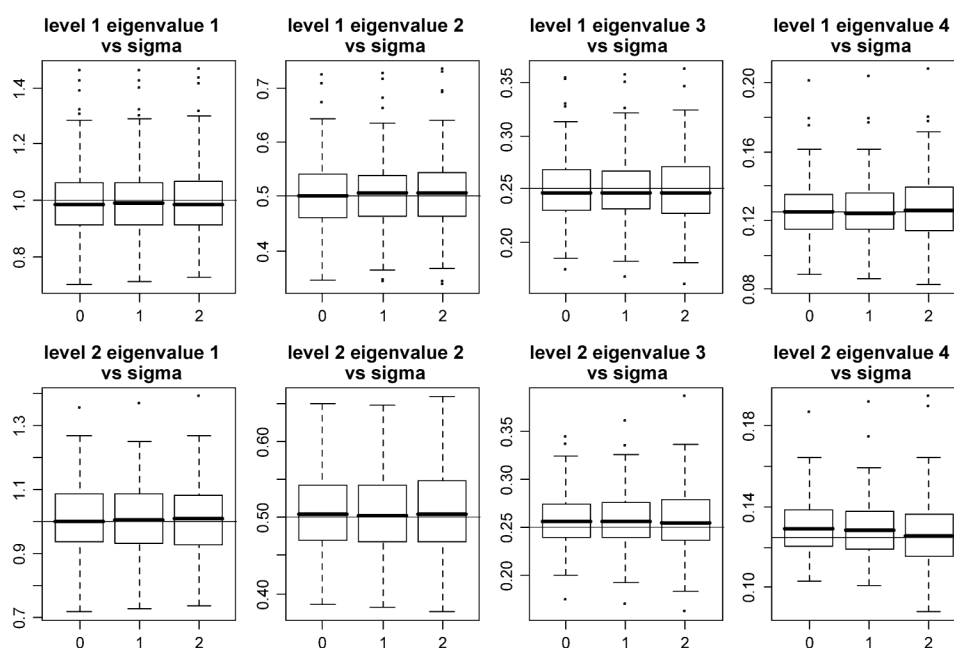 level 1 eigenvalue 1
vs sigma
1.4
1.2
1.0
0.8
0 1 2
level 1 eigenvalue 2
vs sigma
0.7
0.6
0.5
0.4
0 1 2
level 1 eigenvalue 3
vs sigma
0.35
0.30
0.25
0.20
0 1 2
level 1 eigenvalue 4
vs sigma
0.20
0.16
0.12
0.08
0 1 2
level 2 eigenvalue 1
vs sigma
1.3
1.1
0.9
0.7
0 1 2
level 2 eigenvalue 2
vs sigma
0.60
0.50
0.40
0 1 2
level 2 eigenvalue 3
vs sigma
0.35
0.30
0.25
0.20
0 1 2
level 2 eigenvalue 4
vs sigma
0.18
0.14
0.10
0 1 2